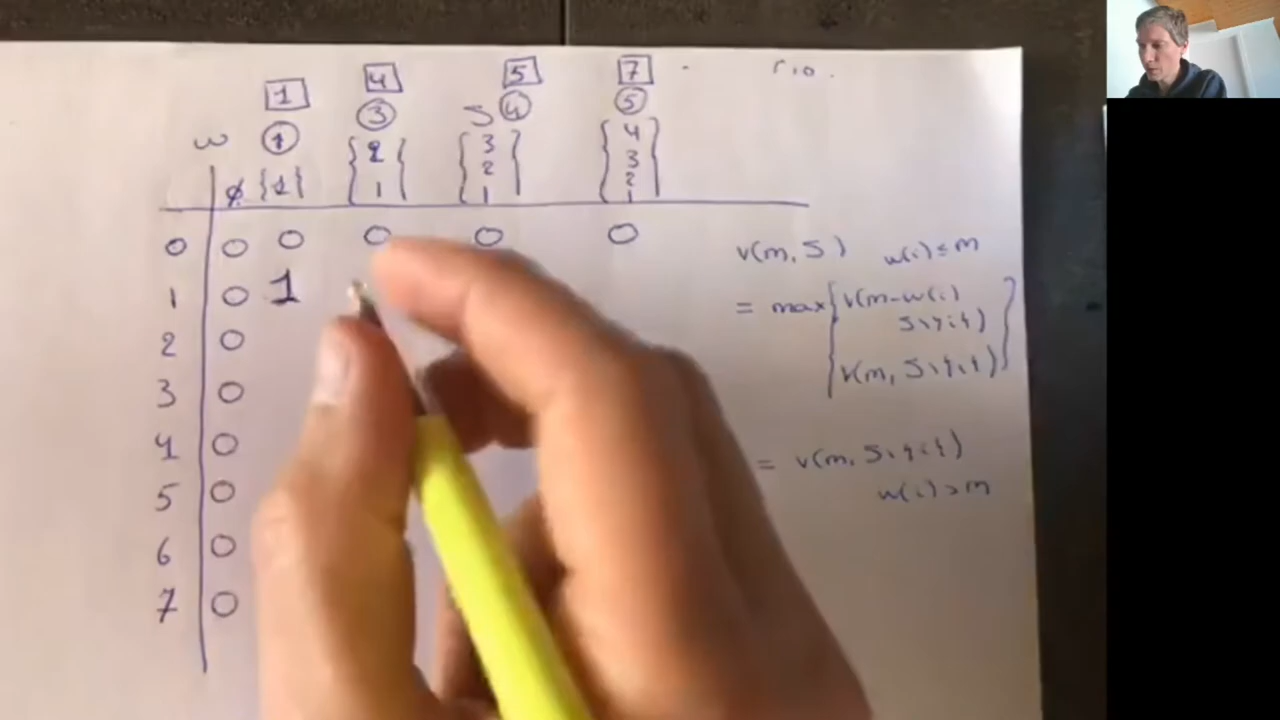 1 4 5 7
1 3 S 4 5
w
∅ {1} { 2 1 } { 3 2 1 } { 4 3 2 1 }
0 0 0 0 0 0
1 0 1
2 0
3 0
4 0
5 0
6 0
7 0
v(m, S) w(i) ≤ m
= max { v(m-w(i)
S\{i})
v(m, S\{i}) }
= v(m, S\{i})
w(i) > m